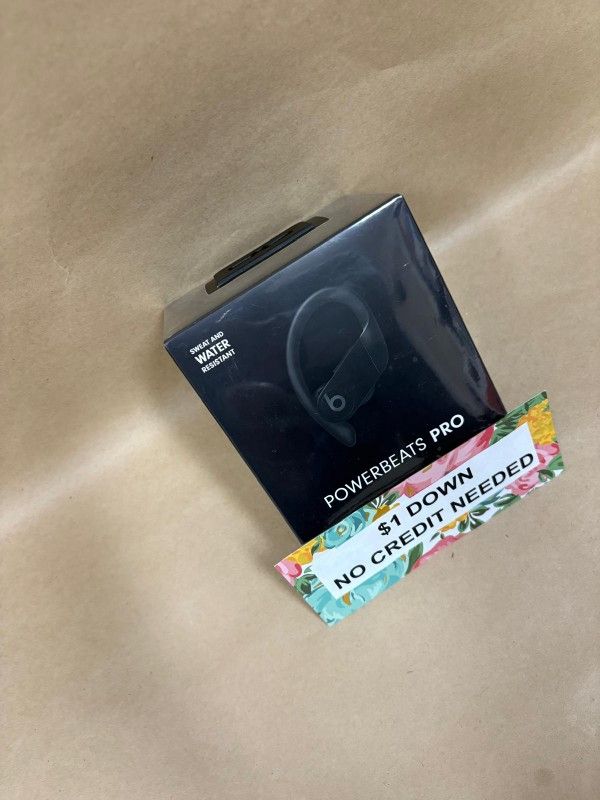 SWEAT AND
WATER
RESISTANT
POWERBEATS PRO
$1 DOWN
NO CREDIT NEEDED